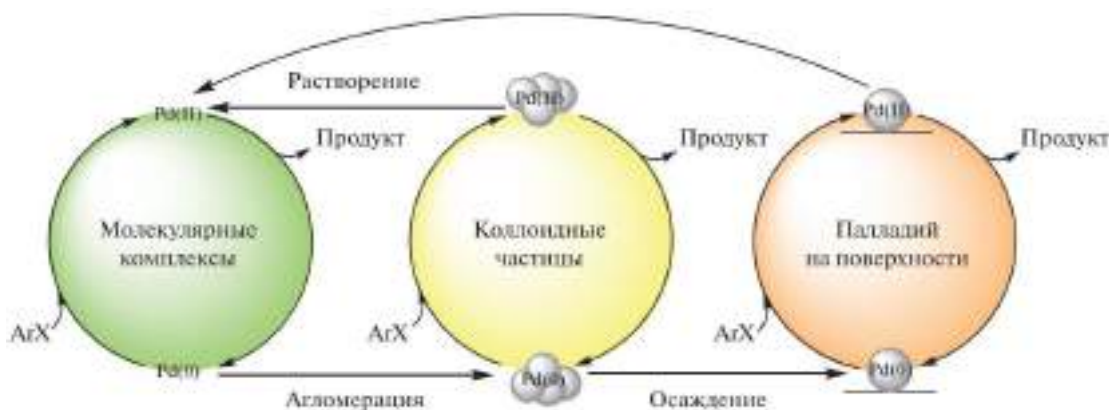 Растворение
Pd(II)
Pd(II)
Pd(II)
Продукт
Продукт
Продукт
Молекулярные
комплексы
Коллоидные
частицы
Палладий
на поверхности
ArX
ArX
ArX
Pd(0)
Pd(0)
Pd(0)
Агломерация
Осаждение